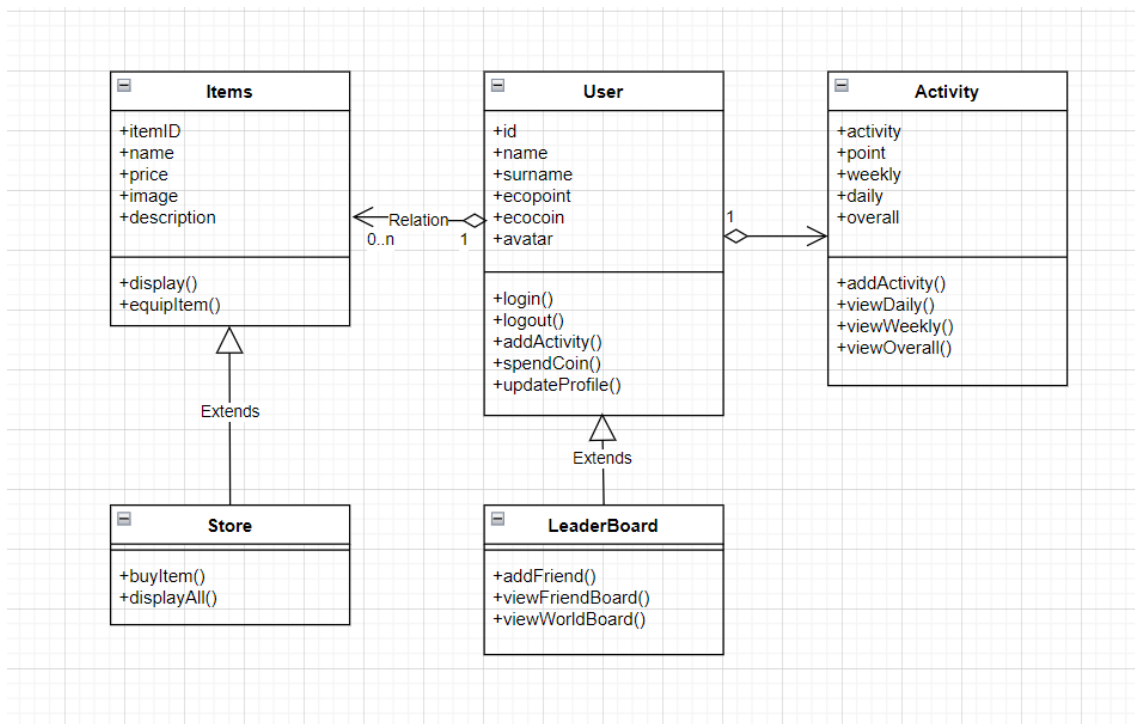 Items
+itemID
+name
+price
+image
+description
+display()
+equipItem()
User
+id
+name
+surname
+ecopoint
+ecocoin
+avatar
+login()
+logout()
+addActivity()
+spendCoin()
+updateProfile()
Activity
+activity
+point
+weekly
+daily
+overall
+addActivity()
+viewDaily()
+viewWeekly()
+viewOverall()
Relation
0..n
1
1
Extends
Extends
Store
+buyItem()
+displayAll()
LeaderBoard
+addFriend()
+viewFriendBoard()
+viewWorldBoard()